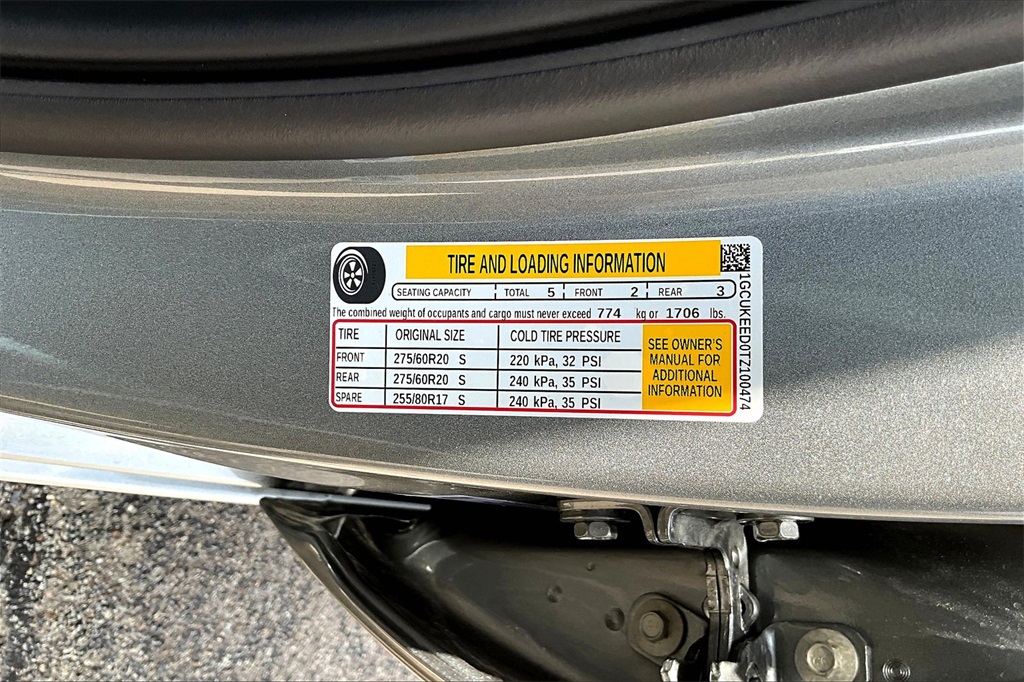 TIRE AND LOADING INFORMATION
SEATING CAPACITY TOTAL 5 FRONT 2 REAR 3
The combined weight of occupants and cargo must never exceed 774 kg or 1706 lbs.
TIRE ORIGINAL SIZE COLD TIRE PRESSURE
FRONT 275/60R20 S 220 kPa, 32 PSI
REAR 275/60R20 S 240 kPa, 35 PSI
SPARE 255/80R17 S 240 kPa, 35 PSI
SEE OWNER'S
MANUAL FOR
ADDITIONAL
INFORMATION
1GCUKEED0TZ100474